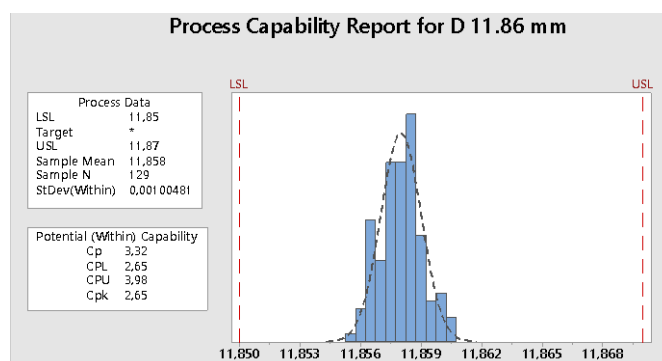 Process Capability Report for D 11.86 mm
LSL USL
Process Data
LSL 11,85
Target *
USL 11,87
Sample Mean 11,858
Sample N 129
StDev(Within) 0,00100481
Potential (Within) Capability
Cp 3,32
CPL 2,65
CPU 3,98
Cpk 2,65
11,850 11,853 11,856 11,859 11,862 11,865 11,868